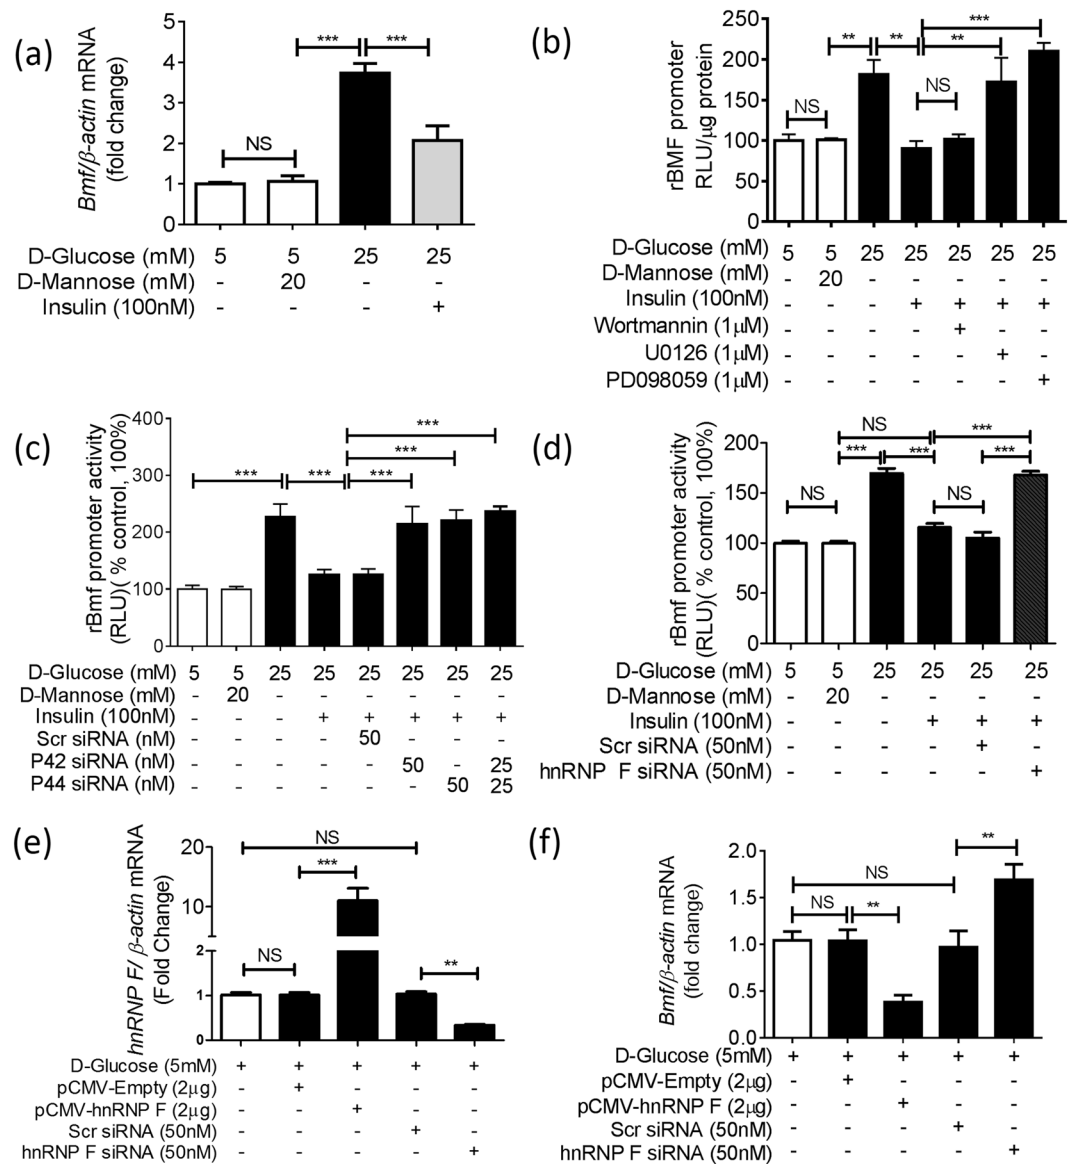 (a)
Bmf/β-actin mRNA
(fold change)
5
4
3
2
1
0
NS
***
***
D-Glucose (mM) 5 5 25 25
D-Mannose (mM) - 20 - -
Insulin (100nM) - - - +
(b)
rBMF promoter
RLU/µg protein
250
200
150
100
50
0
NS
**
**
NS
**
***
D-Glucose (mM) 5 5 25 25 25 25 25
D-Mannose (mM) - 20 - - - - -
Insulin (100nM) - - - + + + +
Wortmannin (1µM) - - - - + - -
U0126 (1µM) - - - - - + -
PD098059 (1µM) - - - - - - +
(c)
rBmf promoter activity
(RLU)( % control, 100%)
400
300
200
100
0
***
***
***
***
***
D-Glucose (mM) 5 5 25 25 25 25 25 25
D-Mannose (mM) - 20 - - - - - -
Insulin (100nM) - - - + + + + +
Scr siRNA (nM) - - - - 50 - - -
P42 siRNA (nM) - - - - - 50 - 25
P44 siRNA (nM) - - - - - - 50 25
(d)
rBmf promoter activity
(RLU)( % control, 100%)
200
150
100
50
0
NS
***
NS
***
***
NS
***
D-Glucose (mM) 5 5 25 25 25 25
D-Mannose (mM) - 20 - - - -
Insulin (100nM) - - - + + +
Scr siRNA (50nM) - - - - + -
hnRNP F siRNA (50nM) - - - - - +
(e)
hnRNP F/ β-actin mRNA
(Fold Change)
20
10
2
1
0
NS
***
NS
**
D-Glucose (5mM) + + + + +
pCMV-Empty (2µg) - + - - -
pCMV-hnRNP F (2µg) - - + - -
Scr siRNA (50nM) - - - + -
hnRNP F siRNA (50nM) - - - - +
(f)
Bmf/β-actin mRNA
(fold change)
2.0
1.5
1.0
0.5
0.0
NS
NS
**
**
D-Glucose (5mM) + + + + +
pCMV-Empty (2µg) - + - - -
pCMV-hnRNP F (2µg) - - + - -
Scr siRNA (50nM) - - - + -
hnRNP F siRNA (50nM) - - - - +